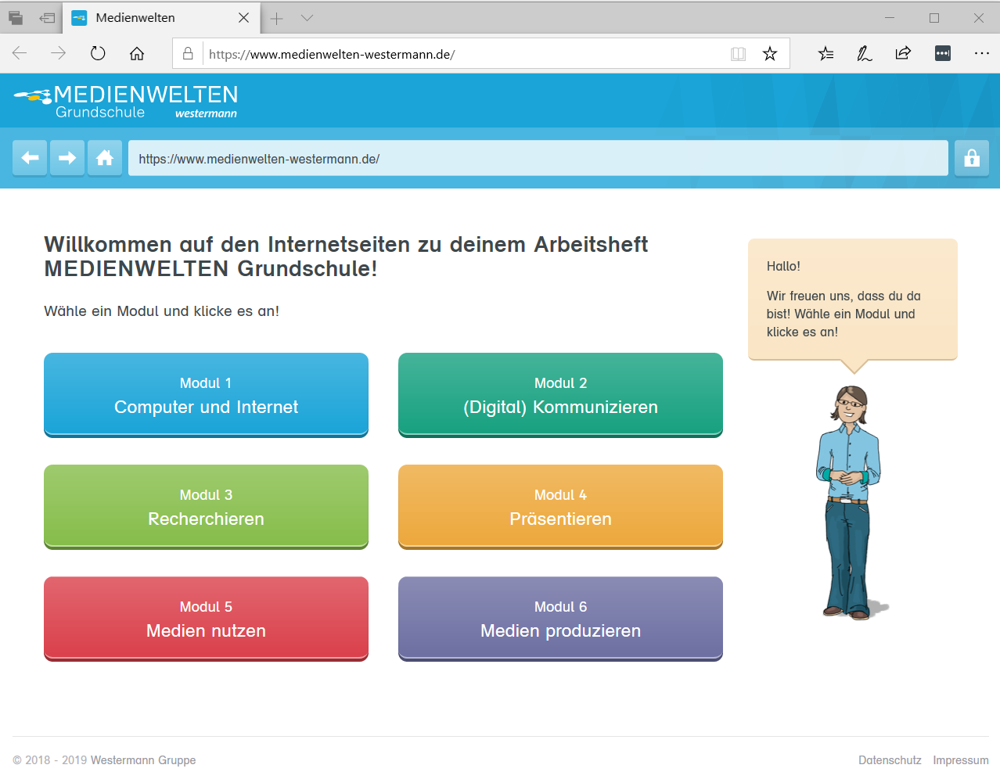 Medienwelten
https://www.medienwelten-westermann.de/
MEDIENWELTEN
Grundschule westermann
https://www.medienwelten-westermann.de/
Willkommen auf den Internetseiten zu deinem Arbeitsheft
MEDIENWELTEN Grundschule!
Wähle ein Modul und klicke es an!
Modul 1
Computer und Internet
Modul 2
(Digital) Kommunizieren
Modul 3
Recherchieren
Modul 4
Präsentieren
Modul 5
Medien nutzen
Modul 6
Medien produzieren
Hallo!
Wir freuen uns, dass du da
bist! Wähle ein Modul und
klicke es an!
© 2018 - 2019 Westermann Gruppe
Datenschutz Impressum